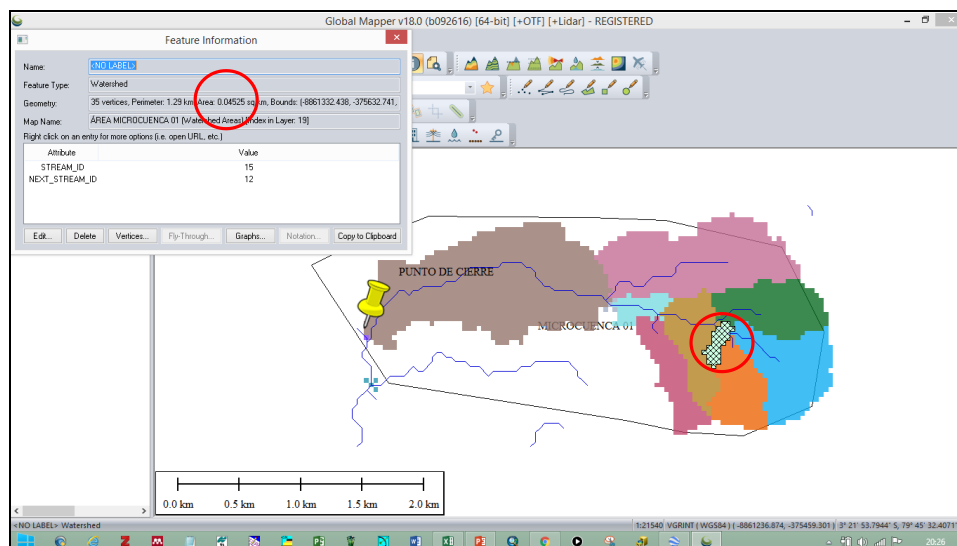 Global Mapper v18.0 (b092616) [64-bit] [+OTF] [+Lidar] - REGISTERED
Feature Information
Name: <NO LABEL>
Feature Type: Watershed
Geometry: 35 vertices, Perimeter: 1.29 km, Area: 0.04525 sq km, Bounds: (-8861332.438, -375632.741,
Map Name: ÁREA MICROCUENCA 01 (Watershed Areas) [Index in Layer: 19]
Right click on an entry for more options (i.e. open URL, etc.)
Attribute Value
STREAM_ID 15
NEXT_STREAM_ID 12
Edit... Delete Vertices... Fly-Through... Graphs... Notation... Copy to Clipboard
PUNTO DE CIERRE
MICROCUENCA 01
0.0 km 0.5 km 1.0 km 1.5 km 2.0 km
<NO LABEL> Watershed
1:21540 VGRINT ( WGS84 ) ( -8861236.874, -375459.301 ) 3° 21' 53.7944" S, 79° 45' 32.4071"
20:26